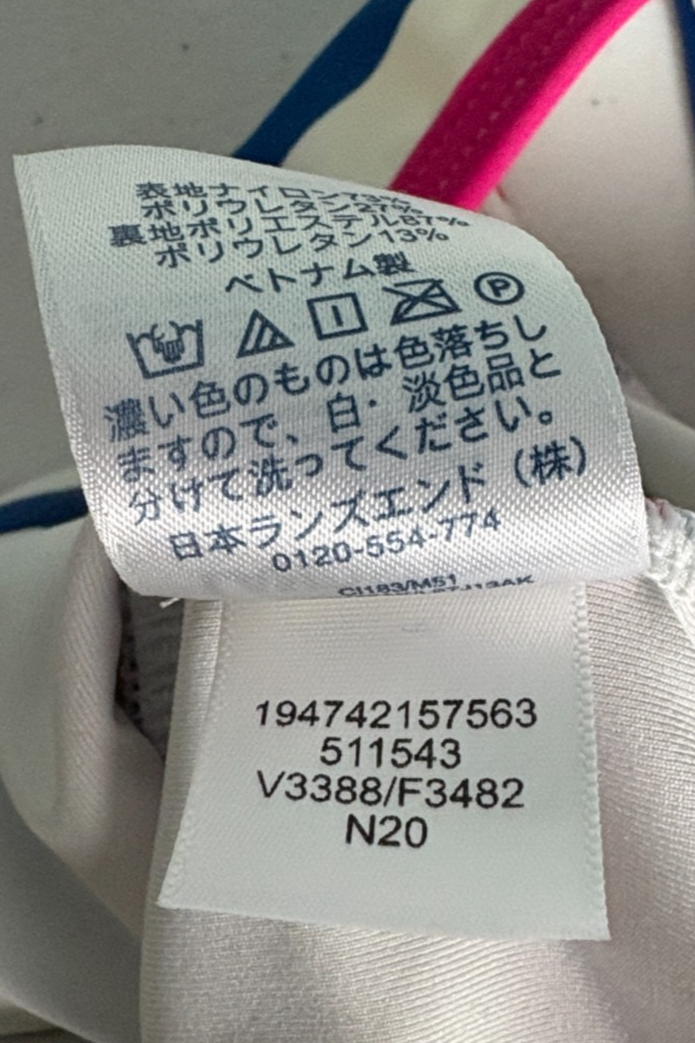 表地ナイロン73%
ポリウレタン27%
裏地ポリエステル87%
ポリウレタン13%
ベトナム製
P
濃い色のものは色落ちし
ますので、白・淡色品と
分けて洗ってください。
日本ランズエンド（株）
0120-554-774
CI183/M51
194742157563
511543
V3388/F3482
N20